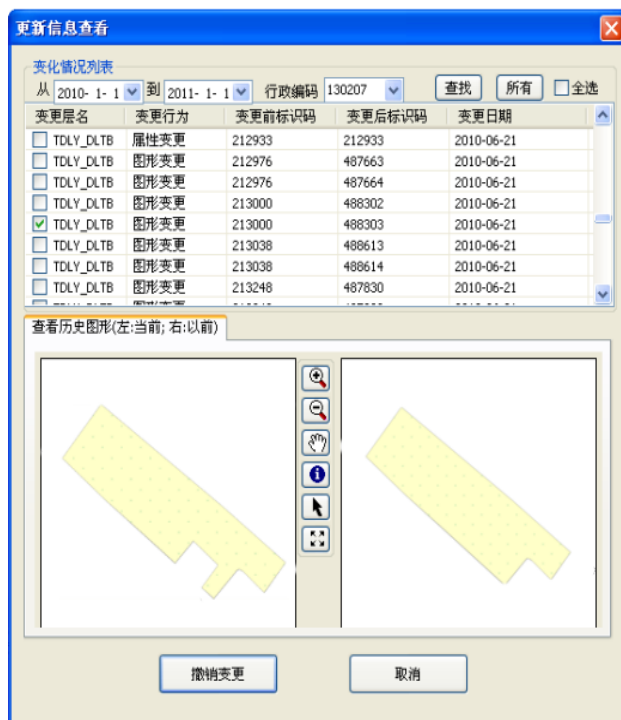 更新信息查看
变化情况列表
从 2010- 1- 1 到 2011- 1- 1 行政编码 130207 查找 所有 全选
变更层名 变更行为 变更前标识码 变更后标识码 变更日期
TDLY_DLTB 属性变更 212933 212933 2010-06-21
TDLY_DLTB 图形变更 212976 487663 2010-06-21
TDLY_DLTB 图形变更 212976 487664 2010-06-21
TDLY_DLTB 图形变更 213000 488302 2010-06-21
TDLY_DLTB 图形变更 213000 488303 2010-06-21
TDLY_DLTB 图形变更 213038 488613 2010-06-21
TDLY_DLTB 图形变更 213038 488614 2010-06-21
TDLY_DLTB 图形变更 213248 487830 2010-06-21
查看历史图形(左:当前; 右:以前)
撤销变更 取消